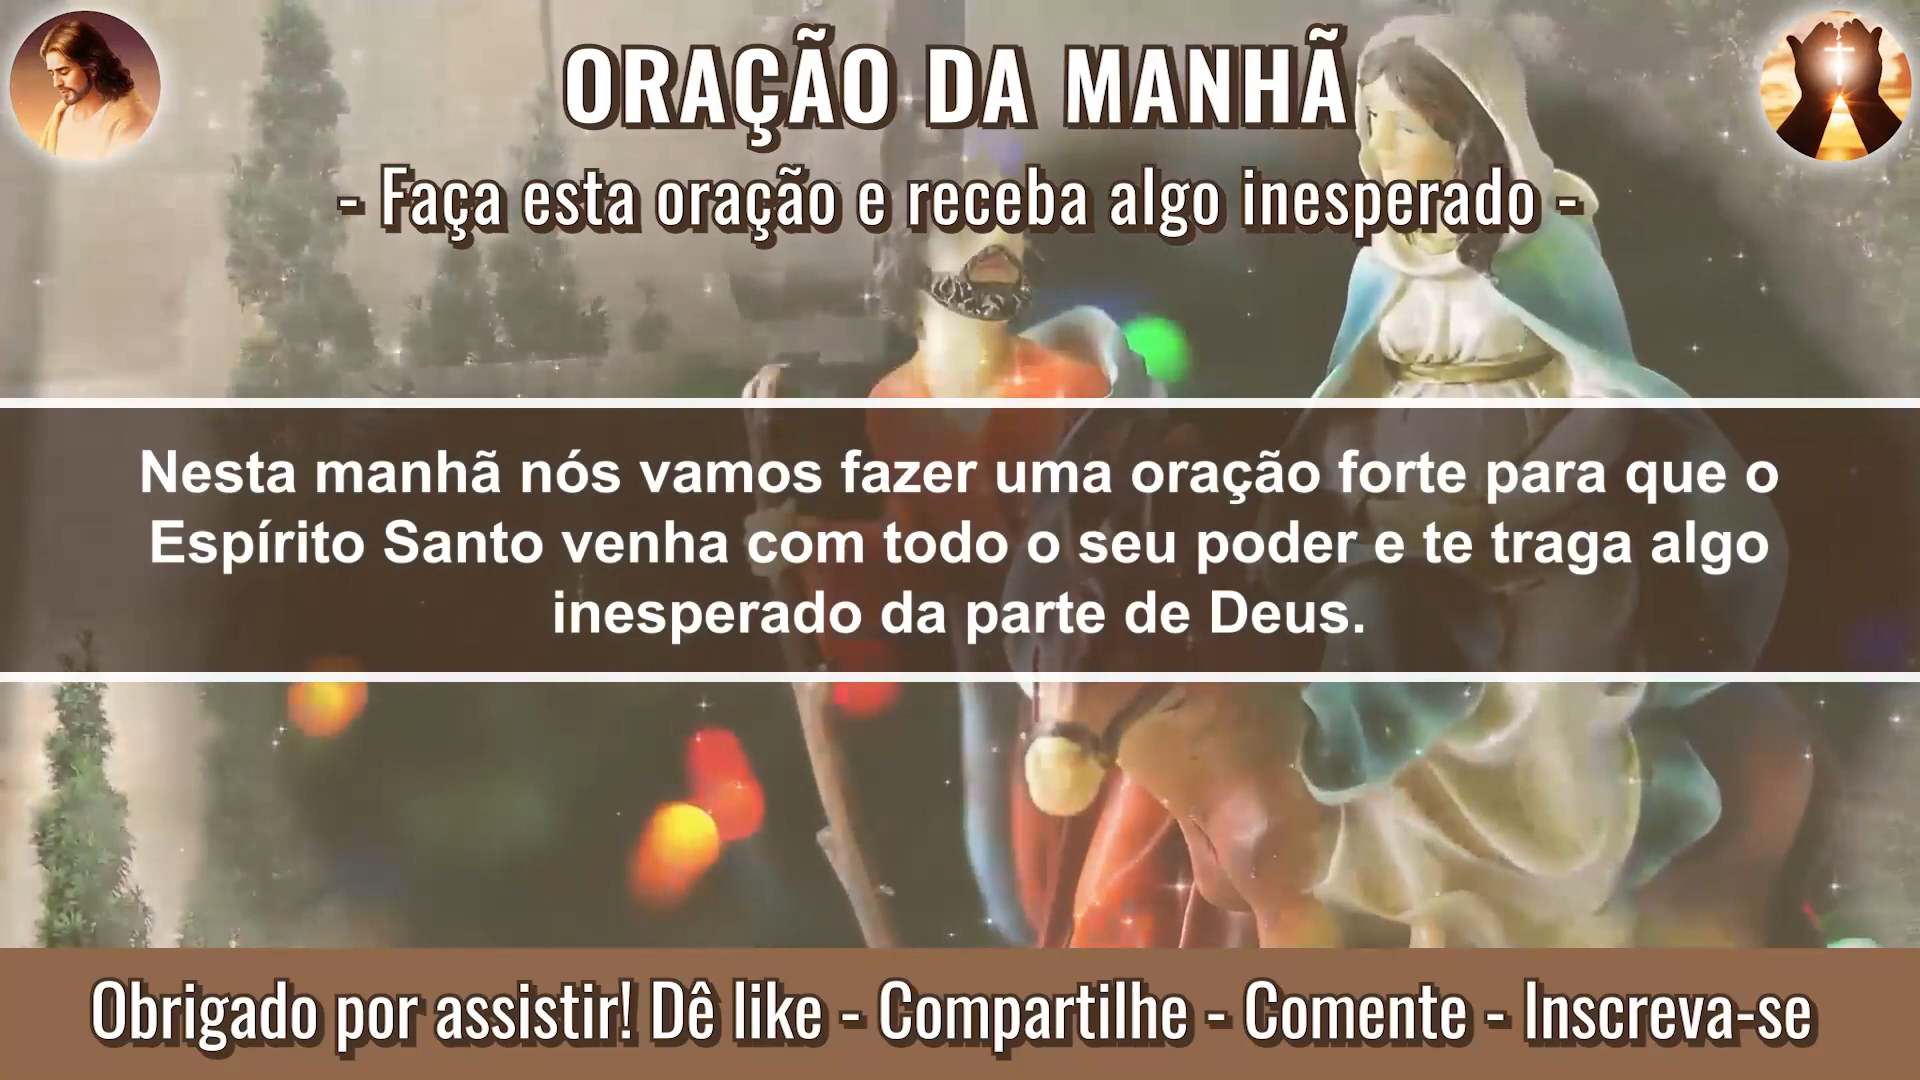 ORAÇÃO DA MANHÃ
- Faça esta oração e receba algo inesperado -
Nesta manhã nós vamos fazer uma oração forte para que o
Espírito Santo venha com todo o seu poder e te traga algo
inesperado da parte de Deus.
Obrigado por assistir! Dê like - Compartilhe - Comente - Inscreva-se